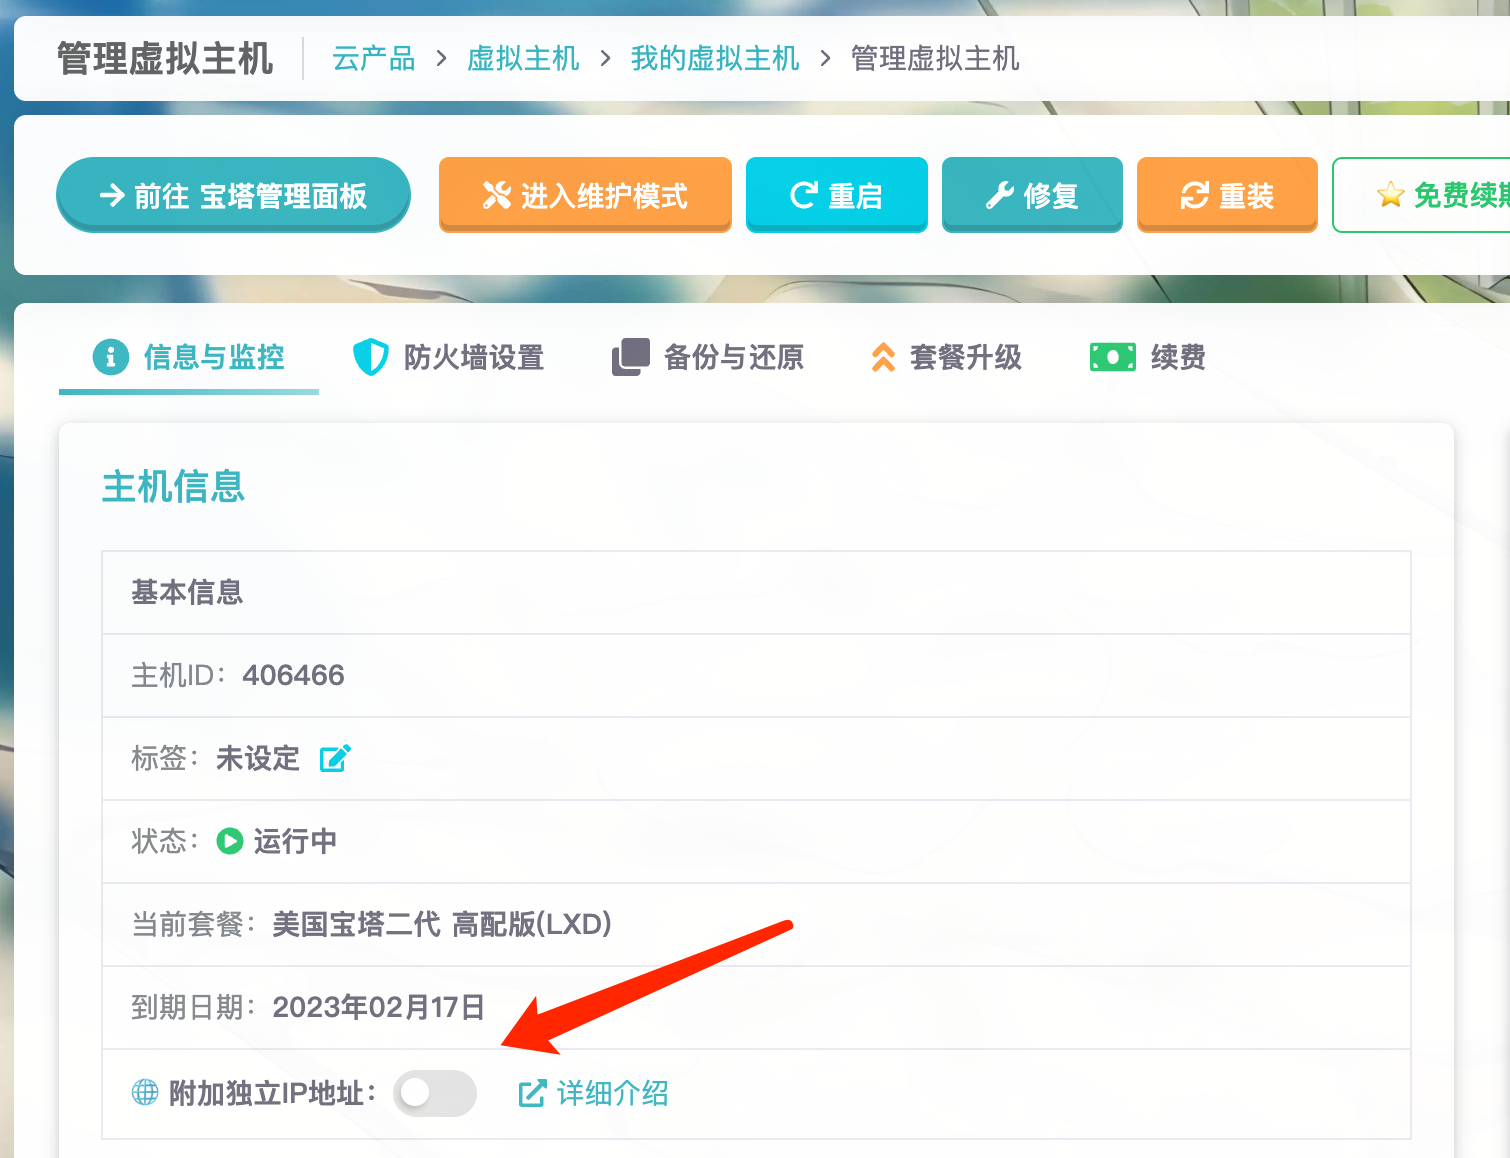 管理虚拟主机 云产品 > 虚拟主机 > 我的虚拟主机 > 管理虚拟主机
前往 宝塔管理面板 进入维护模式 重启 修复 重装 免费续期
信息与监控 防火墙设置 备份与还原 套餐升级 续费
主机信息
基本信息
主机ID：406466
标签：未设定
状态：运行中
当前套餐：美国宝塔二代 高配版(LXD)
到期日期：2023年02月17日
附加独立IP地址： 详细介绍